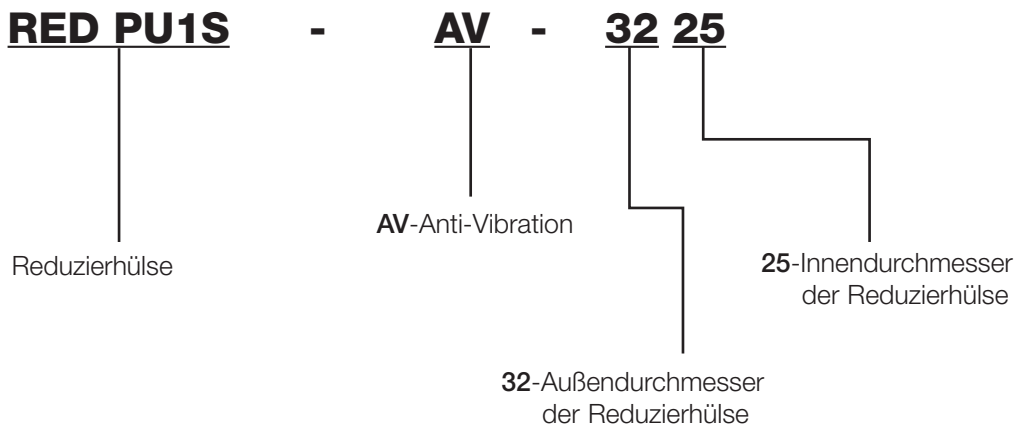 RED PU1S - AV - 32 25
AV-Anti-Vibration
Reduzierhülse
25-Innendurchmesser
der Reduzierhülse
32-Außendurchmesser
der Reduzierhülse